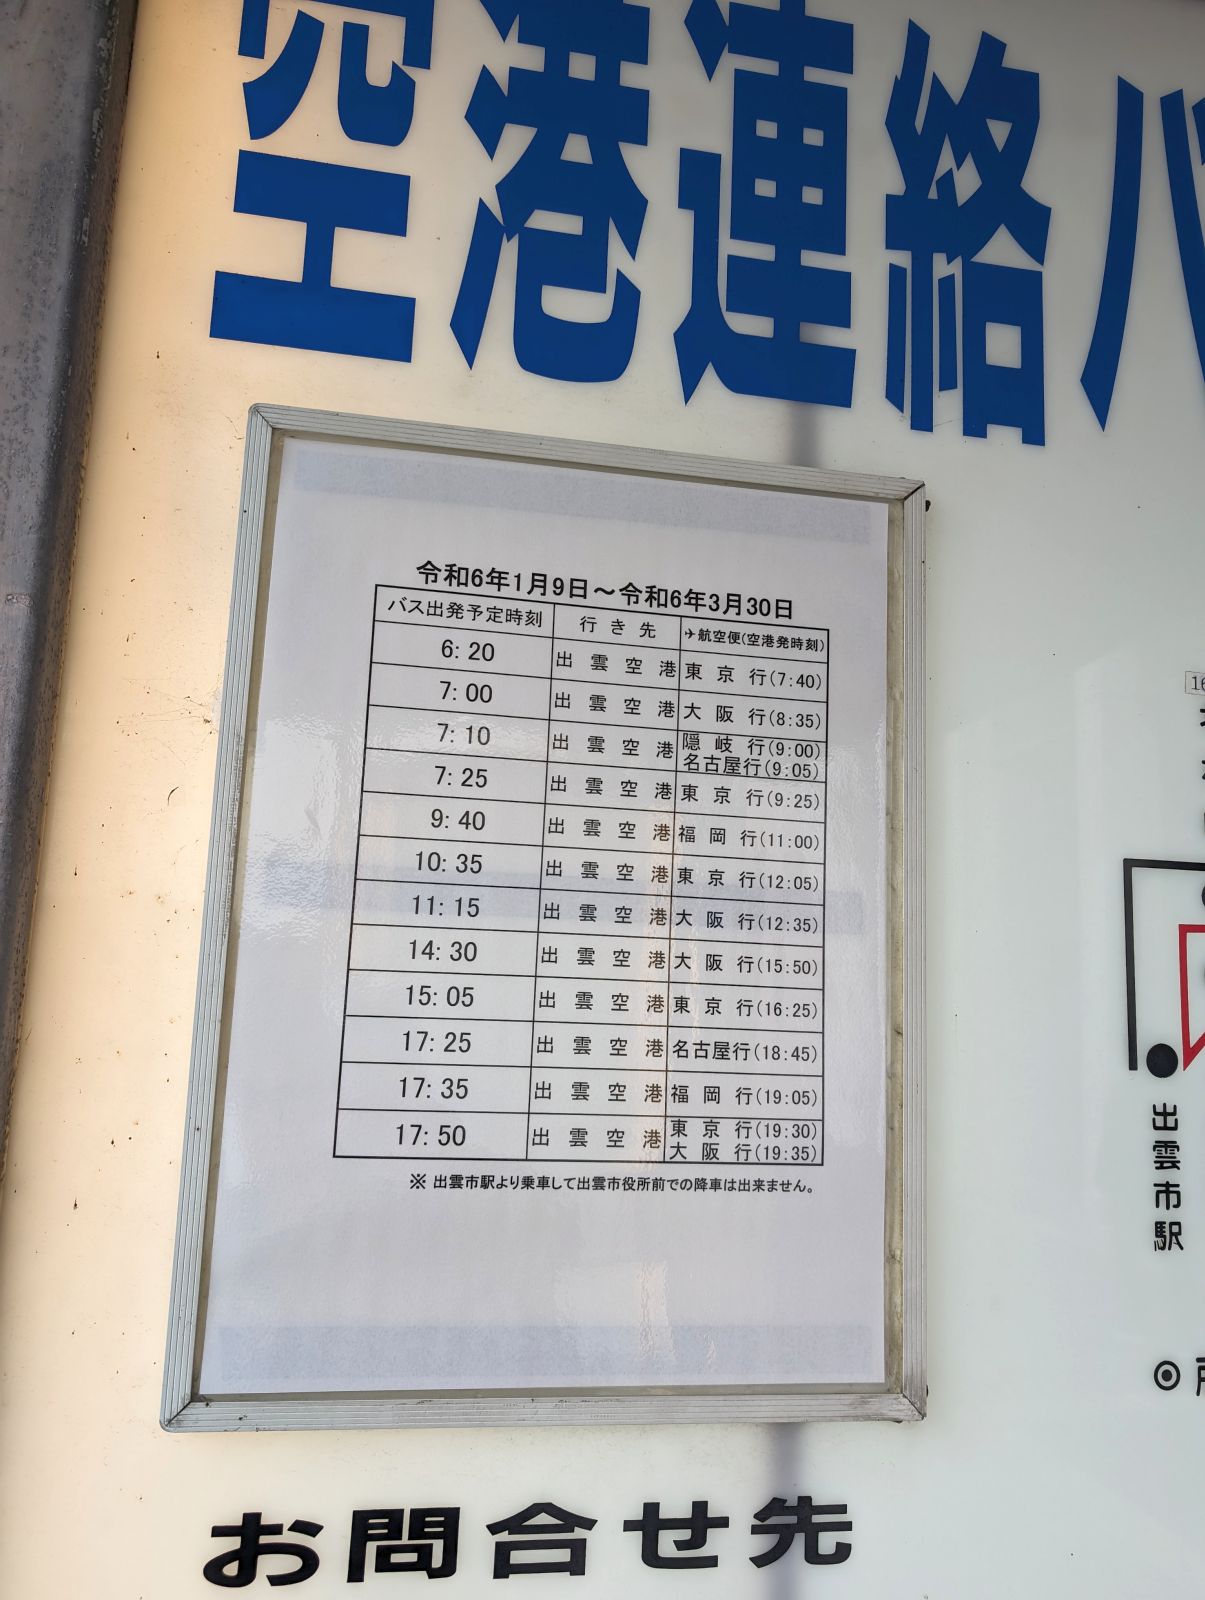 空港連絡バ
令和6年1月9日～令和6年3月30日
バス出発予定時刻 行き先 ✈航空便(空港発時刻)
6:20 出雲空港 東京行(7:40)
7:00 出雲空港 大阪行(8:35)
7:10 出雲空港 隠岐行(9:00)
名古屋行(9:05)
7:25 出雲空港 東京行(9:25)
9:40 出雲空港 福岡行(11:00)
10:35 出雲空港 東京行(12:05)
11:15 出雲空港 大阪行(12:35)
14:30 出雲空港 大阪行(15:50)
15:05 出雲空港 東京行(16:25)
17:25 出雲空港 名古屋行(18:45)
17:35 出雲空港 福岡行(19:05)
17:50 出雲空港 東京行(19:30)
大阪行(19:35)
※ 出雲市駅より乗車して出雲市役所前での降車は出来ません。
出雲市駅
お問合せ先